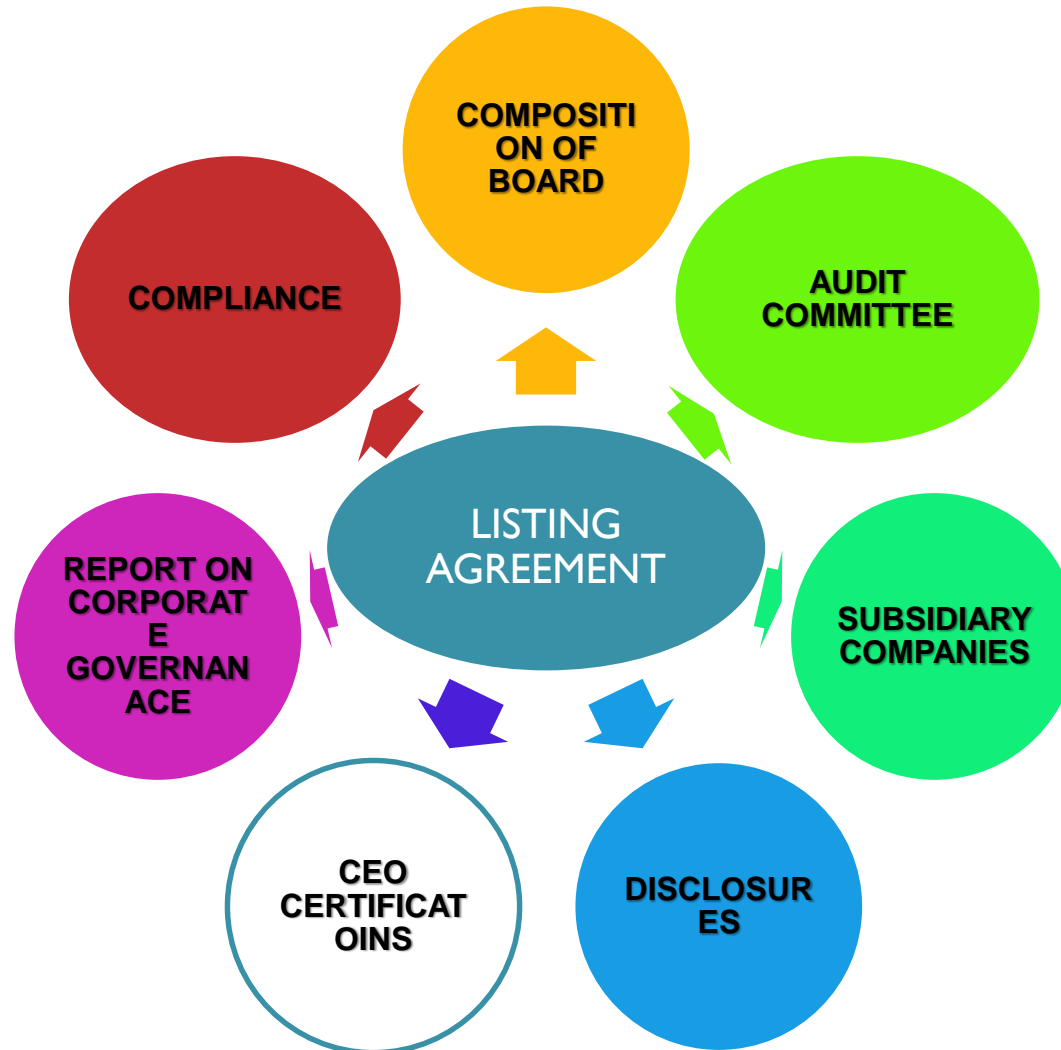 COMPOSITI
ON OF
BOARD
AUDIT
COMMITTEE
COMPLIANCE
LISTING
AGREEMENT
REPORT ON
CORPORAT
E
GOVERNAN
ACE
SUBSIDIARY
COMPANIES
CEO
CERTIFICAT
OINS
DISCLOSUR
ES